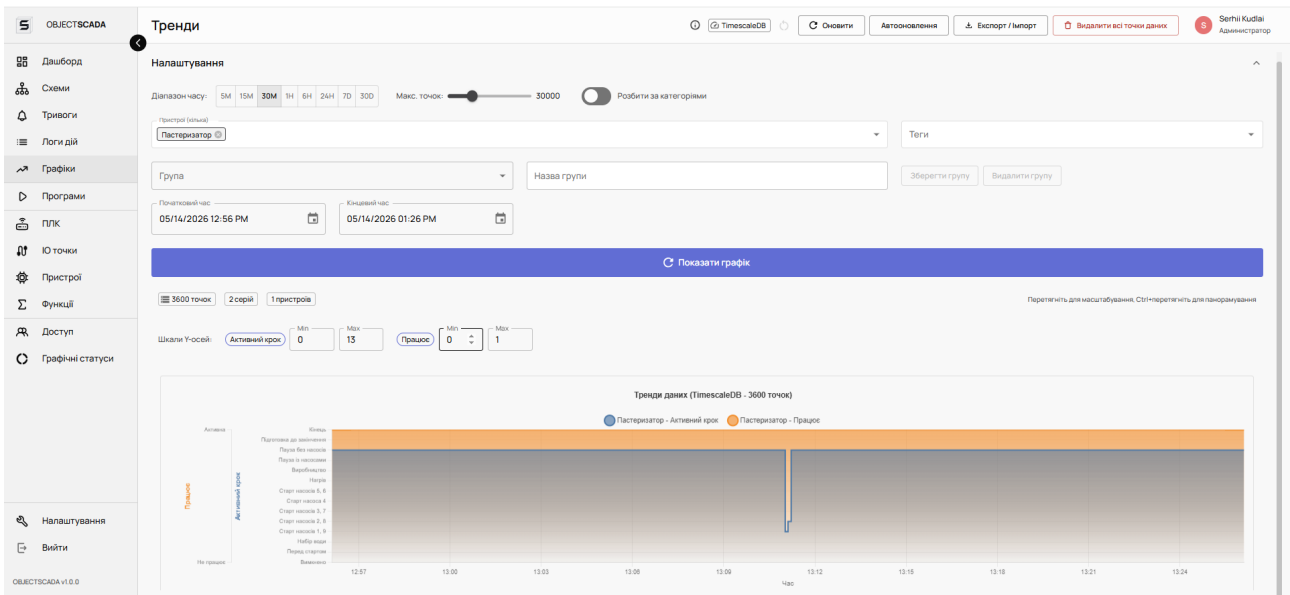 OBJECTSCADA
Тренди
TimescaleDB
Оновити
Автооновлення
Експорт / Імпорт
Видалити всі точки даних
S
Serhii Kudlai
Администратор
Дашборд
Схеми
Тривоги
Логи дій
Графіки
Програми
ПЛК
IO точки
Пристрої
Функції
Доступ
Графічні статуси
Налаштування
Вийти
OBJECTSCADA v1.0.0
Налаштування
Діапазон часу: 5M 15M 30M 1H 6H 24H 7D 30D Макс. точок: 30000 Розбити за категоріями
Пристрої (кілька)
Пастеризатор
Теги
Група
Назва групи
Зберегти групу
Видалити групу
Початковий час
05/14/2026 12:56 PM
Кінцевий час
05/14/2026 01:26 PM
Показати графік
3600 точок
2 серій
1 пристроїв
Перетягніть для масштабування, Ctrl+перетягніть для панорамування
Шкали Y-осей:
Активний крок
Min
0
Max
13
Працює
Min
0
Max
1
Тренди даних (TimescaleDB - 3600 точок)
Пастеризатор - Активний крок
Пастеризатор - Працює
Працює
Активно
Не працює
Активний крок
Кінець
Підготовка до закінчення
Пауза без насосів
Пауза із насосами
Виробництво
Нагрів
Старт насосів 5, 6
Старт насоса 4
Старт насосів 3, 7
Старт насосів 2, 8
Старт насосів 1, 9
Набір води
Перед стартом
Вимкнено
12:57 13:00 13:03 13:06 13:09 13:12 13:15 13:18 13:21 13:24
Час